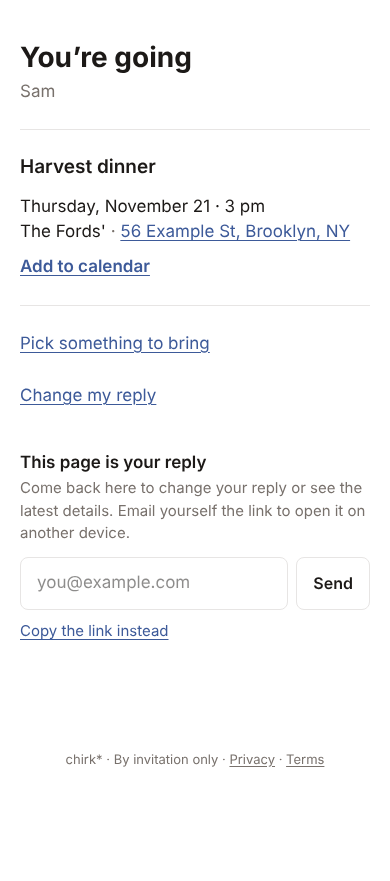 You’re going
Sam
Harvest dinner
Thursday, November 21 · 3 pm
The Fords' · 56 Example St, Brooklyn, NY
Add to calendar
Pick something to bring
Change my reply
This page is your reply
Come back here to change your reply or see the
latest details. Email yourself the link to open it on
another device.
you@example.com
Send
Copy the link instead
chirk* · By invitation only · Privacy · Terms